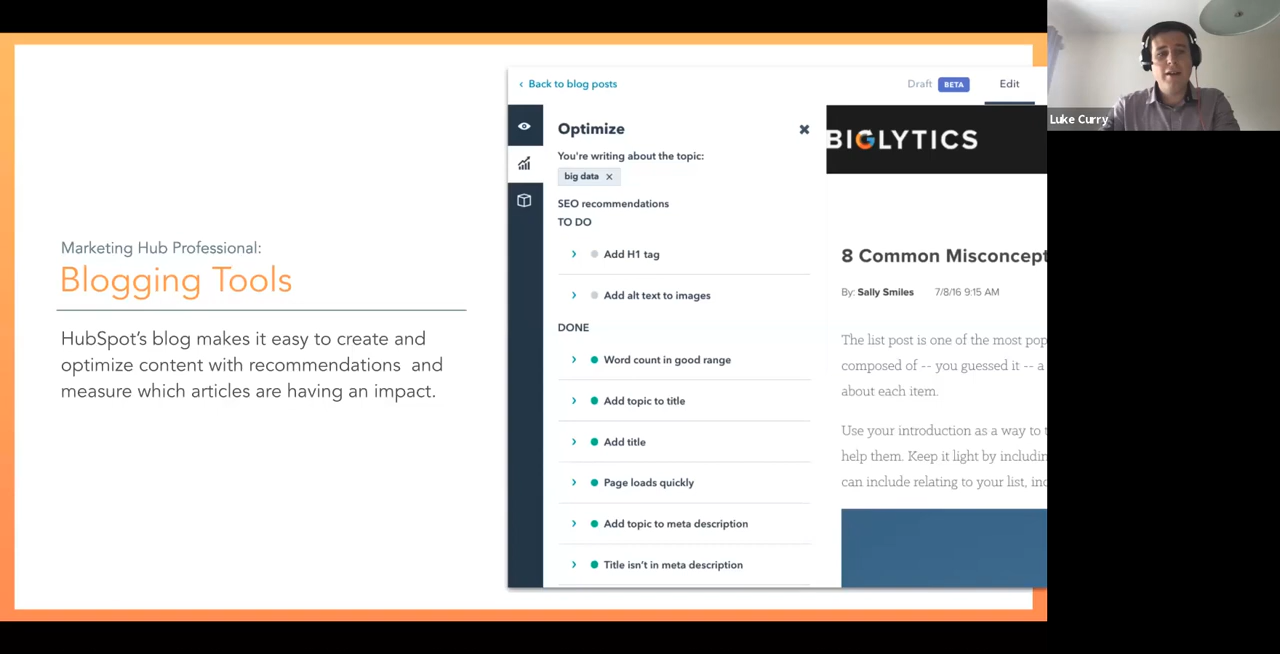 Marketing Hub Professional:
Blogging Tools
HubSpot's blog makes it easy to create and
optimize content with recommendations and
measure which articles are having an impact.
‹ Back to blog posts
Draft BETA
Edit
Optimize
You're writing about the topic:
big data ×
SEO recommendations
TO DO
Add H1 tag
Add alt text to images
DONE
Word count in good range
Add topic to title
Add title
Page loads quickly
Add topic to meta description
Title isn't in meta description
BIGLYTICS
8 Common Misconcept
By: Sally Smiles 7/8/16 9:15 AM
The list post is one of the most pop
composed of -- you guessed it -- a
about each item.
Use your introduction as a way to
help them. Keep it light by includin
can include relating to your list, in
Luke Curry